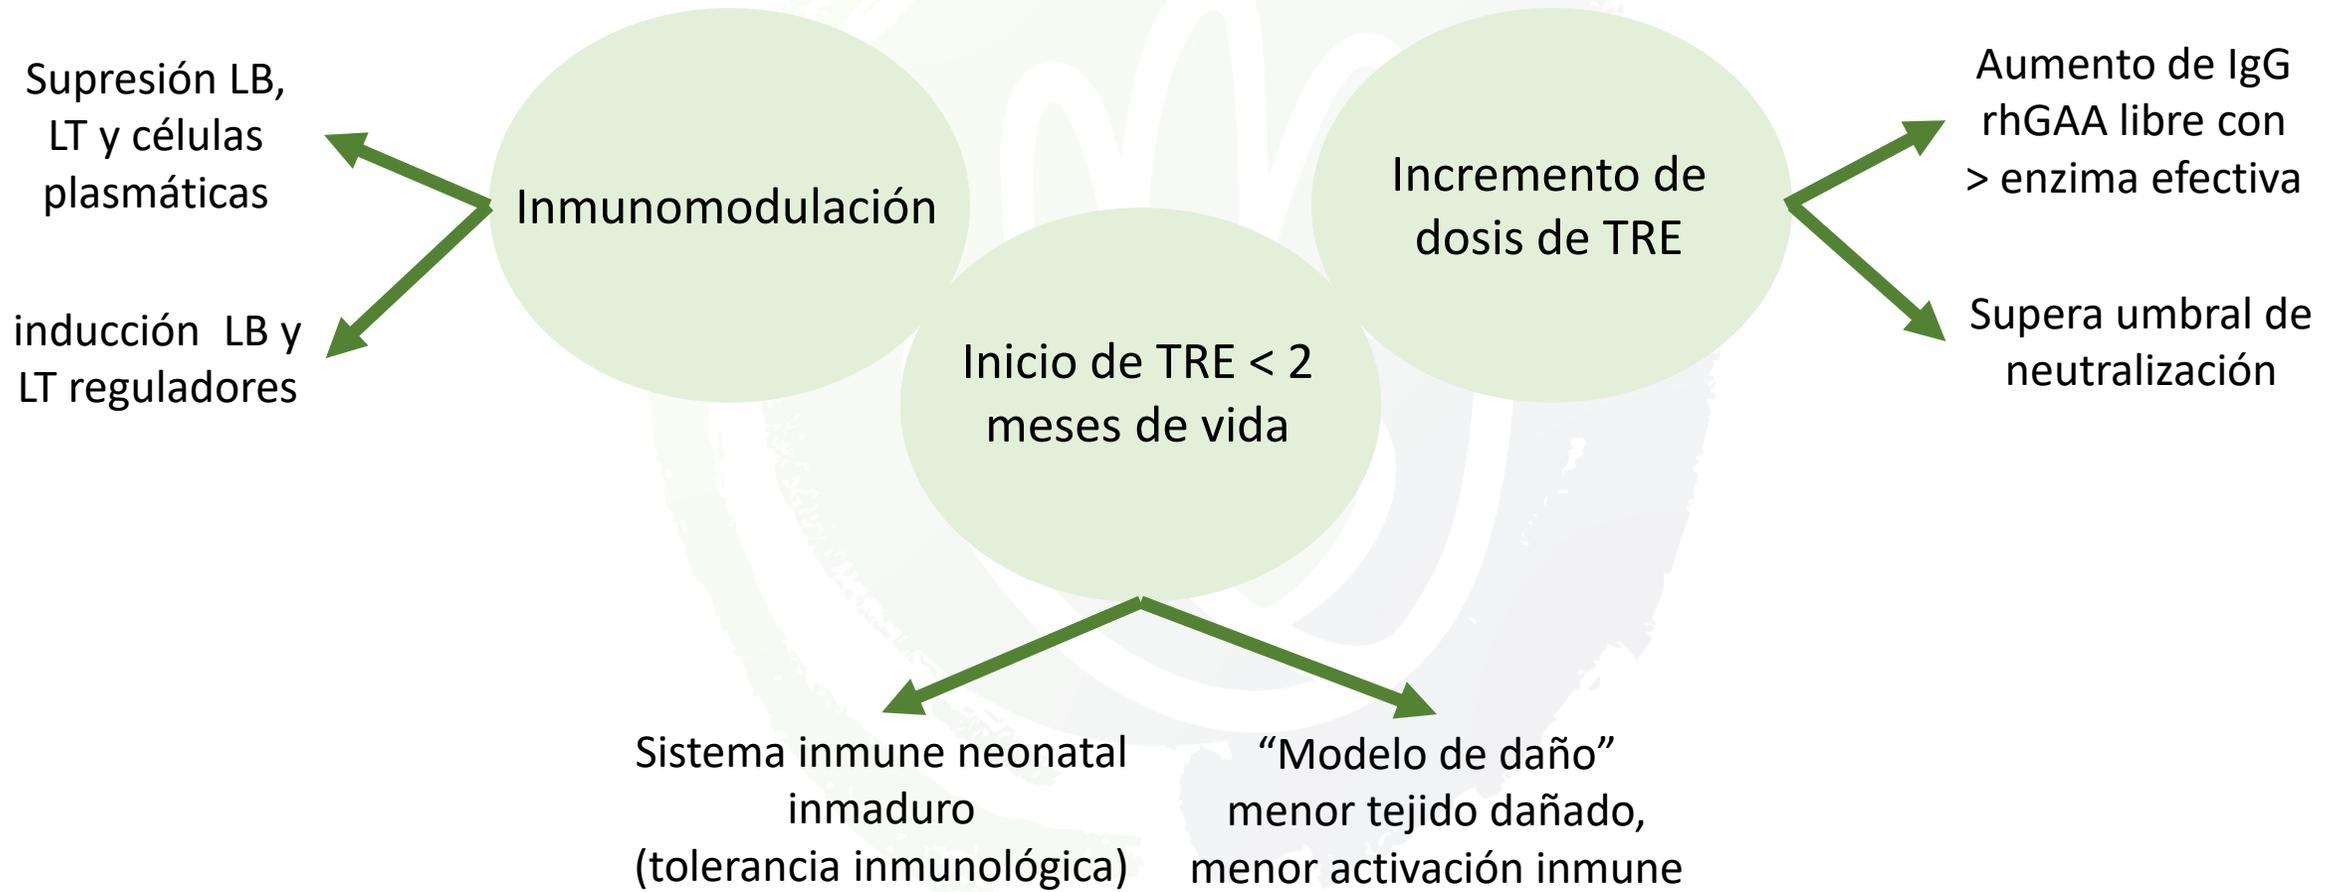 Supresión LB,
LT y células
plasmáticas
inducción LB y
LT reguladores
Inmunomodulación
Inicio de TRE < 2
meses de vida
Incremento de
dosis de TRE
Aumento de IgG
rhGAA libre con
> enzima efectiva
Supera umbral de
neutralización
Sistema inmune neonatal
inmaduro
(tolerancia inmunológica)
“Modelo de daño”
menor tejido dañado,
menor activación inmune